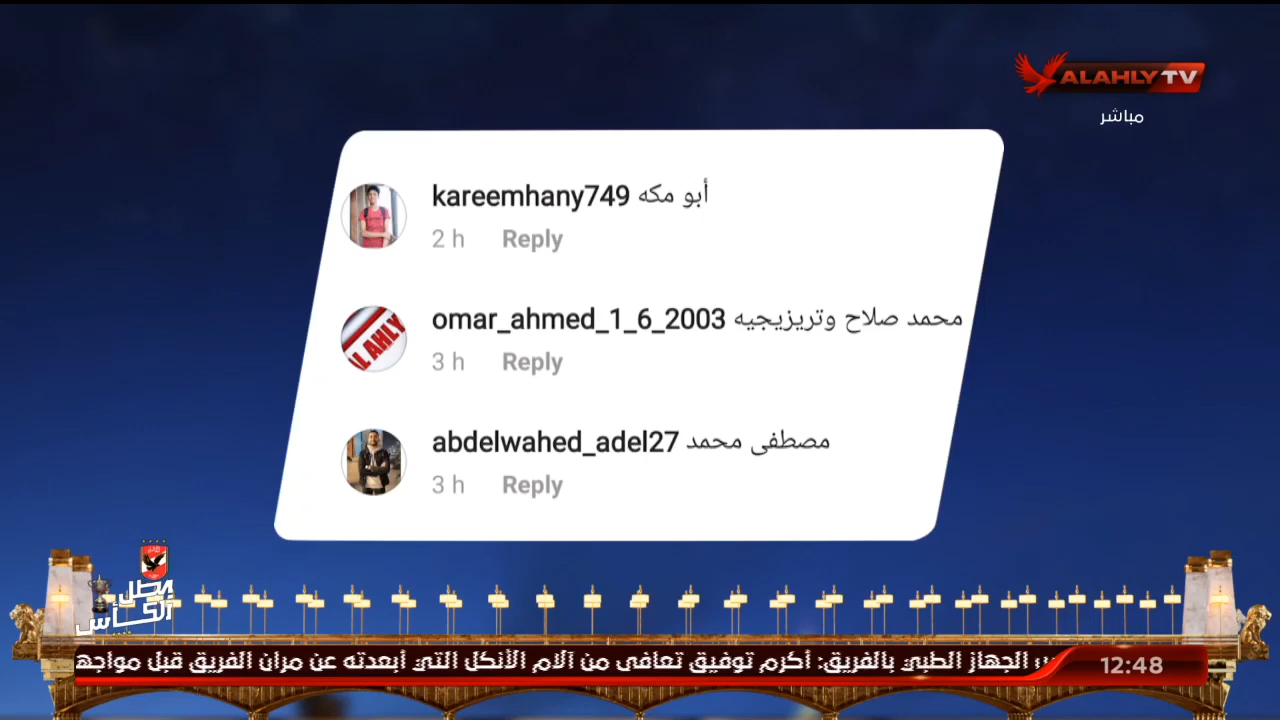 ALAHLY TV
مباشر
kareemhany749 أبو مكه
2 h Reply
omar_ahmed_1_6_2003 محمد صلاح وتريزيجيه
3 h Reply
AL AHLY
abdelwahed_adel27 مصطفى محمد
3 h Reply
بطل
الكأس
الجهاز الطبي بالفريق: أكرم توفيق تعافى من آلام الأنكل التي أبعدته عن مران الفريق قبل
12:48